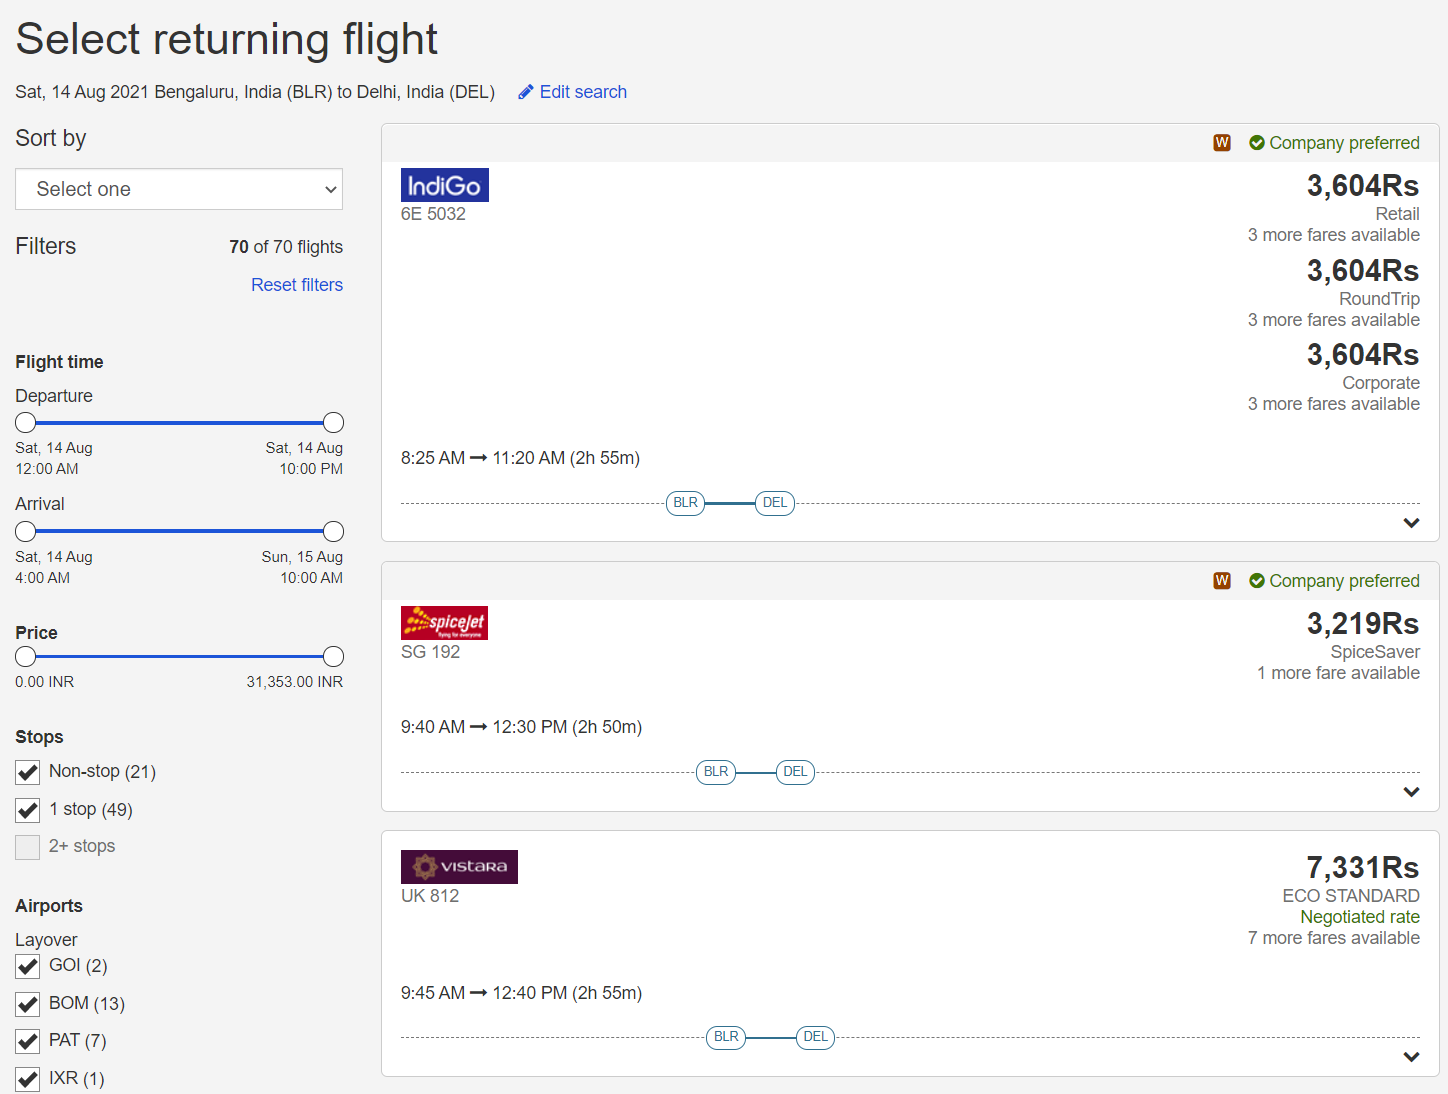 Select returning flight
Sat, 14 Aug 2021 Bengaluru, India (BLR) to Delhi, India (DEL) Edit search
Sort by
Select one
Filters 70 of 70 flights
Reset filters
Flight time
Departure
Sat, 14 Aug Sat, 14 Aug
12:00 AM 10:00 PM
Arrival
Sat, 14 Aug Sun, 15 Aug
4:00 AM 10:00 AM
Price
0.00 INR 31,353.00 INR
Stops
Non-stop (21)
1 stop (49)
2+ stops
Airports
Layover
GOI (2)
BOM (13)
PAT (7)
IXR (1)
W Company preferred
IndiGo
6E 5032
3,604Rs
Retail
3 more fares available
3,604Rs
RoundTrip
3 more fares available
3,604Rs
Corporate
3 more fares available
8:25 AM → 11:20 AM (2h 55m)
BLR DEL
W Company preferred
spicejet
flying for everyone
SG 192
3,219Rs
SpiceSaver
1 more fare available
9:40 AM → 12:30 PM (2h 50m)
BLR DEL
vistara
UK 812
7,331Rs
ECO STANDARD
Negotiated rate
7 more fares available
9:45 AM → 12:40 PM (2h 55m)
BLR DEL